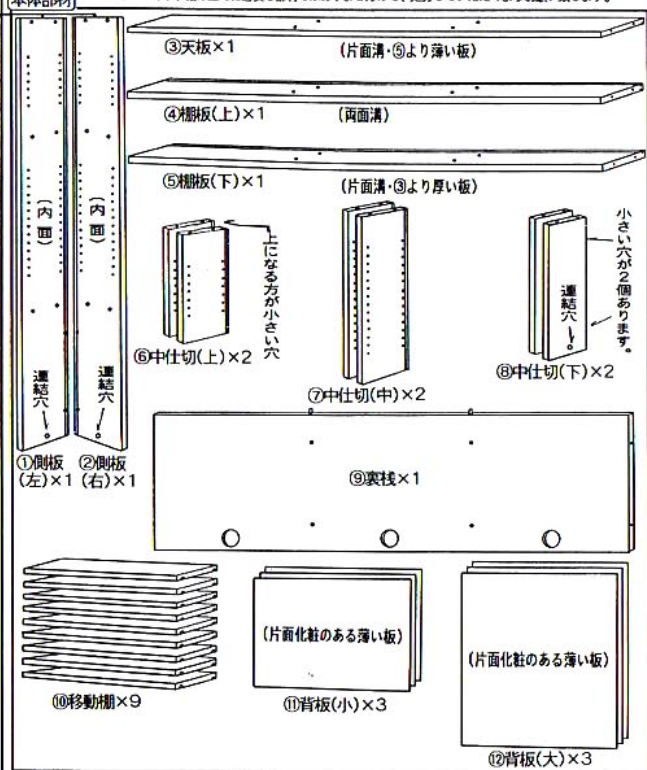 本体部材
③天板×1
(片面溝・⑤より薄い板)
④棚板(上)×1
(両面溝)
⑤棚板(下)×1
(片面溝・③より厚い板)
(内面)
(内面)
連結穴
連結穴
①側板
(左)×1
②側板
(右)×1
上になる方が小さい穴
⑥中仕切(上)×2
⑦中仕切(中)×2
小さい穴が2個あります。
連結穴
⑧中仕切(下)×2
⑨裏桟×1
⑩移動棚×9
(片面化粧のある薄い板)
⑪背板(小)×3
(片面化粧のある薄い板)
⑫背板(大)×3